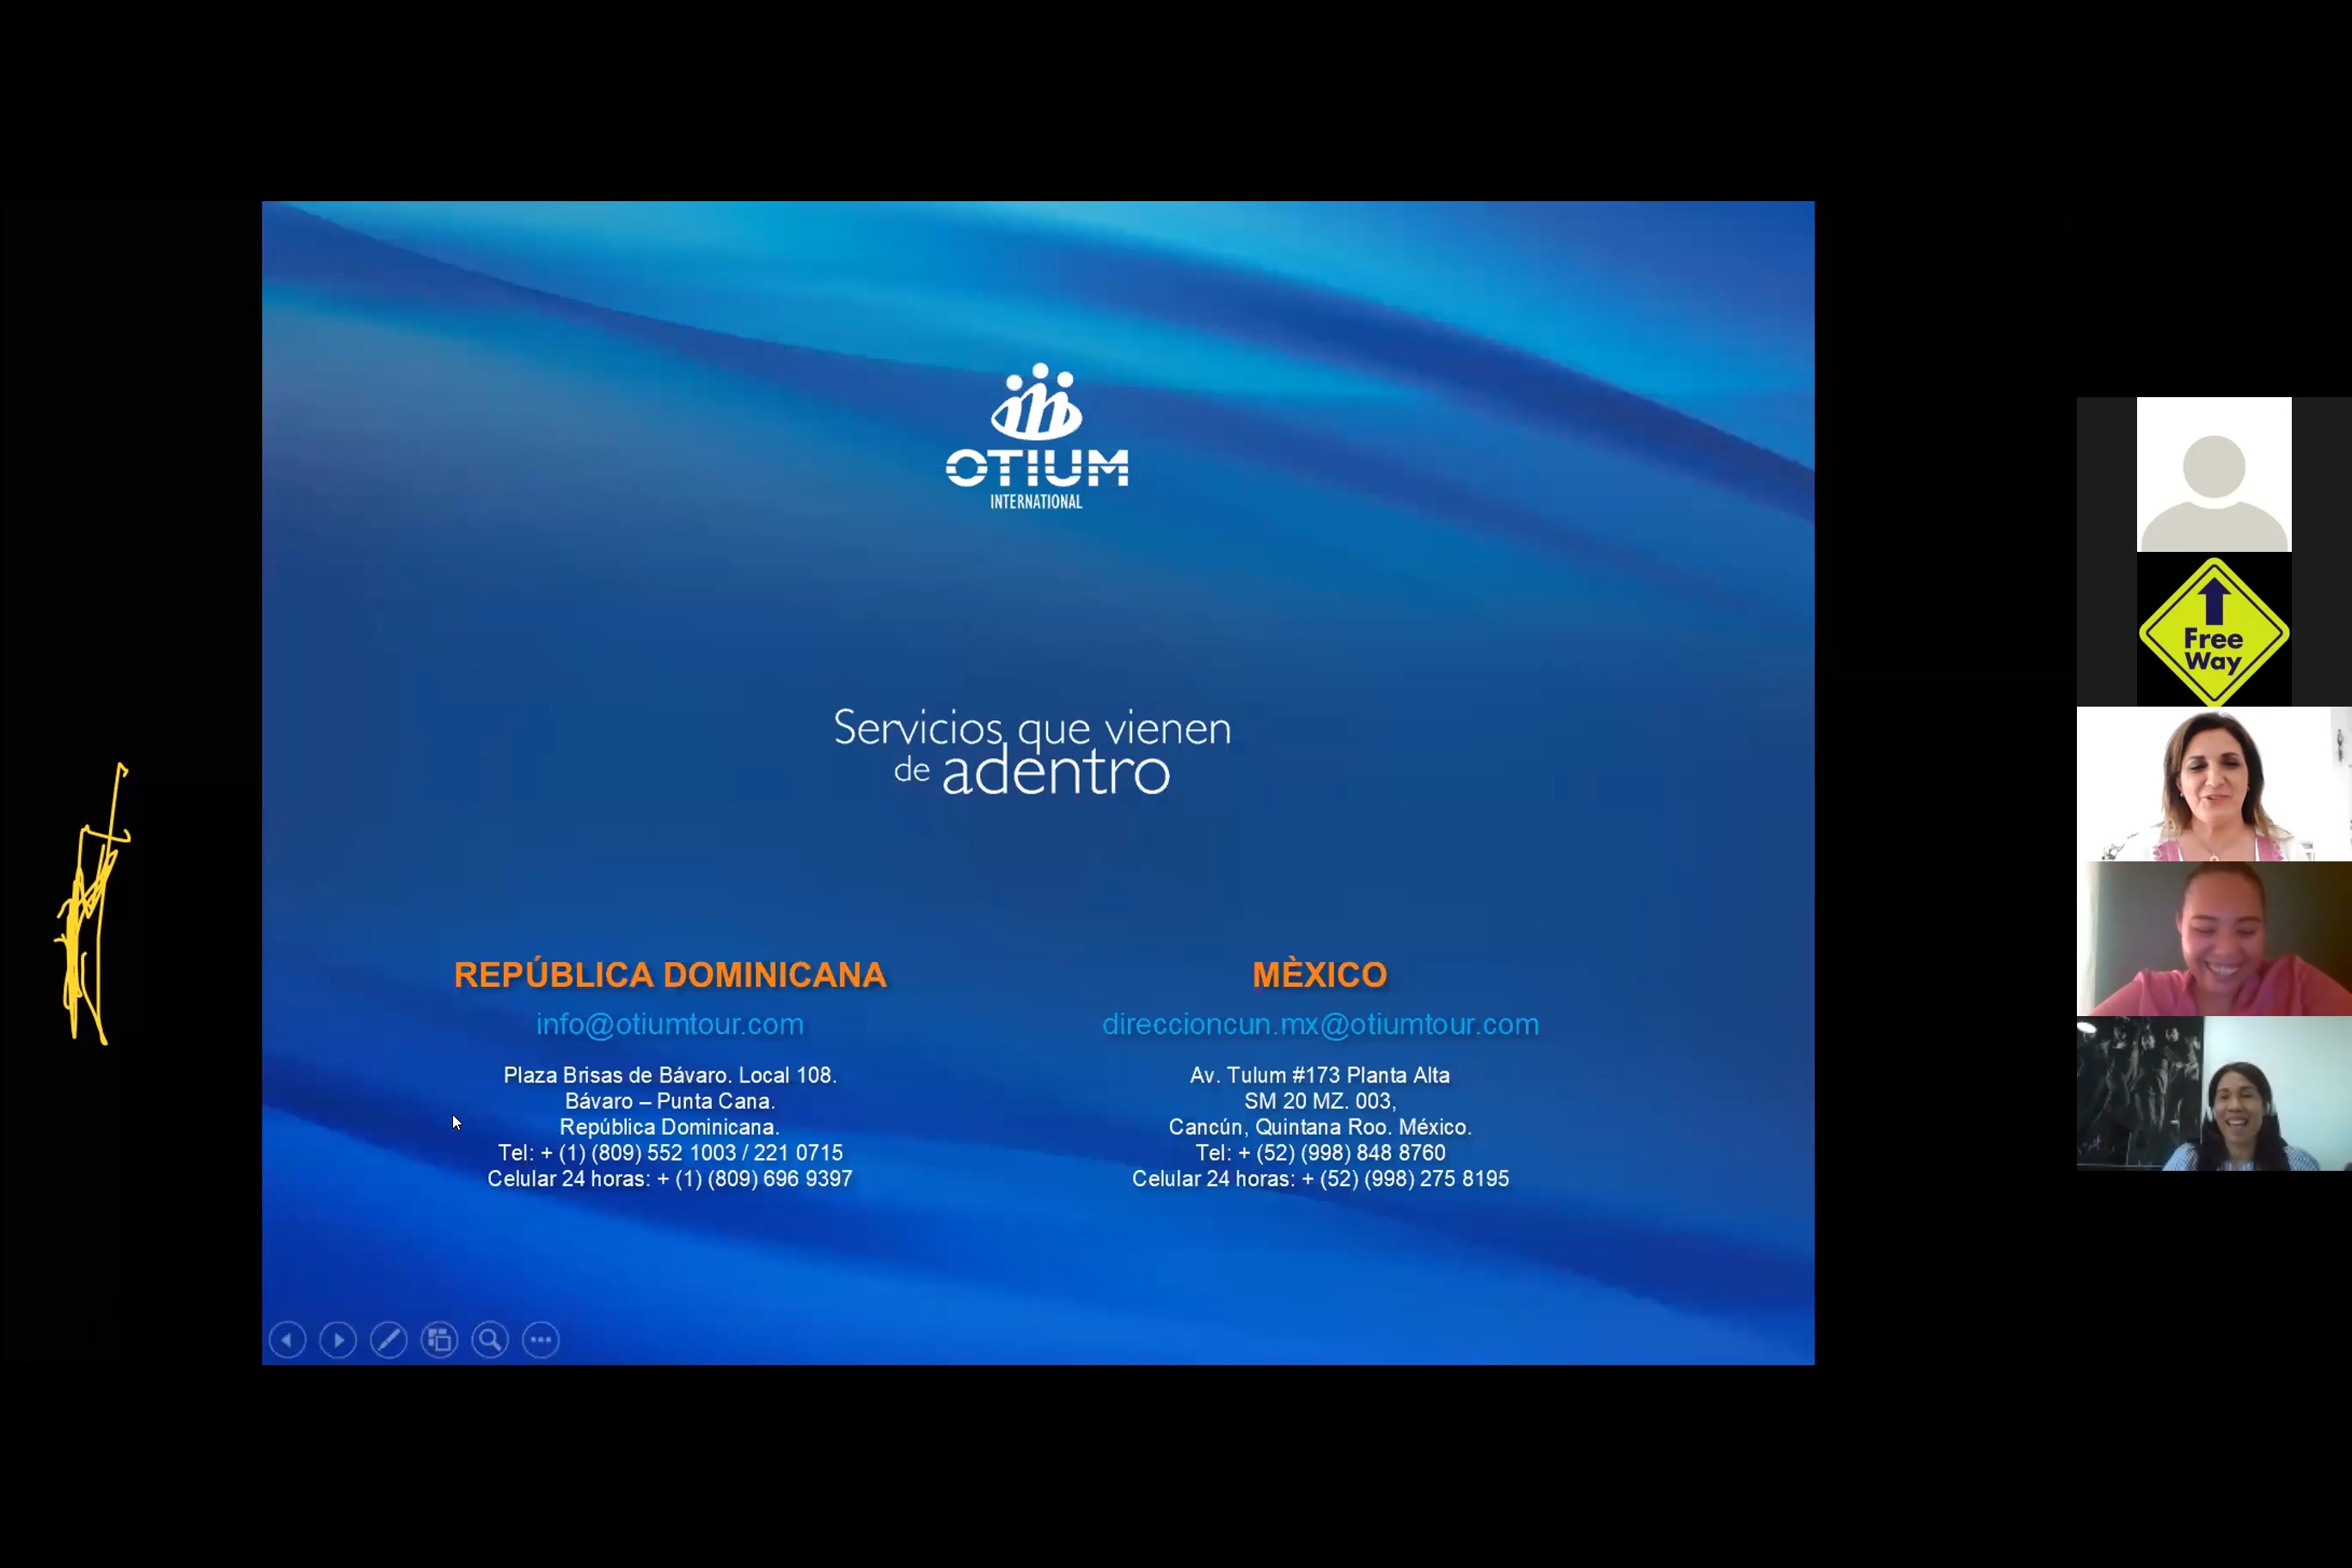 OTIUM
INTERNATIONAL
Servicios que vienen
de adentro
REPÚBLICA DOMINICANA
info@otiumtour.com
Plaza Brisas de Bávaro. Local 108.
Bávaro – Punta Cana.
República Dominicana.
Tel: + (1) (809) 552 1003 / 221 0715
Celular 24 horas: + (1) (809) 696 9397
MÈXICO
direccioncun.mx@otiumtour.com
Av. Tulum #173 Planta Alta
SM 20 MZ. 003,
Cancún, Quintana Roo. México.
Tel: + (52) (998) 848 8760
Celular 24 horas: + (52) (998) 275 8195
Free
Way